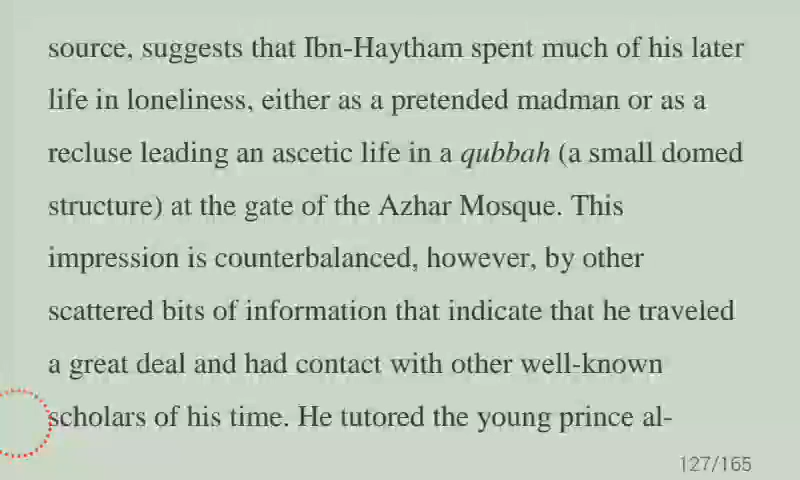 source, suggests that Ibn-Haytham spent much of his later
life in loneliness, either as a pretended madman or as a
recluse leading an ascetic life in a qubbah (a small domed
structure) at the gate of the Azhar Mosque. This
impression is counterbalanced, however, by other
scattered bits of information that indicate that he traveled
a great deal and had contact with other well-known
scholars of his time. He tutored the young prince al-
127/165